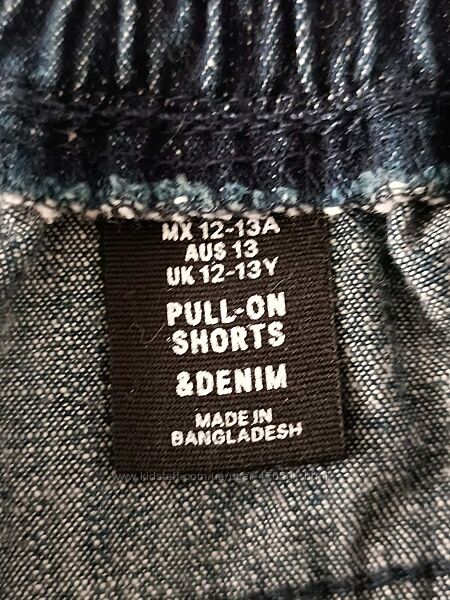 MX 12-13A
AUS 13
UK 12-13Y
PULL-ON
SHORTS
&DENIM
MADE IN
BANGLADESH